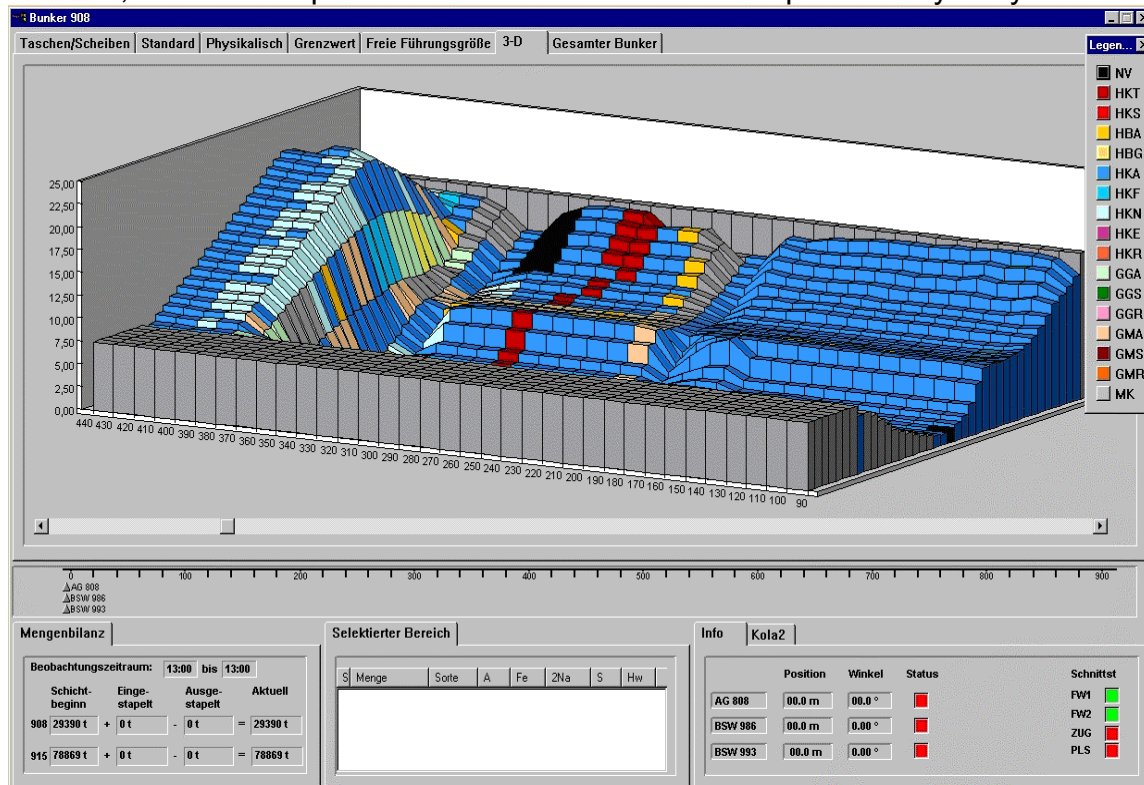 Bunker 908
Taschen/Scheiben Standard Physikalisch Grenzwert Freie Führungsgröße 3-D Gesamter Bunker
Legen...
NV
HKT
HKS
HBA
HBG
HKA
HKF
HKN
HKE
HKR
GGA
GGS
GGR
GMA
GMS
GMR
MK
25,00
22,50
20,00
17,50
15,00
12,50
10,00
7,50
5,00
2,50
0,00
440 430 420 410 400 390 380 370 360 350 340 330 320 310 300 290 280 270 260 250 240 230 220 210 200 190 180 170 160 150 140 130 120 110 100 90
0 100 200 300 400 500 600 700 800 900
AG 808
BSW 986
BSW 993
Mengenbilanz
Beobachtungszeitraum: 13:00 bis 13:00
Schicht- Einge- Ausge- Aktuell
beginn stapelt stapelt
908 29390 t + 0 t - 0 t = 29390 t
915 78869 t + 0 t - 0 t = 78869 t
Selektierter Bereich
S Menge Sorte A Fe 2Na S Hw
Info Kola2
Position Winkel Status Schnittst
AG 808 00.0 m 00.0 °
BSW 986 00.0 m 0.00 °
BSW 993 00.0 m 0.00 °
FW1
FW2
ZUG
PLS